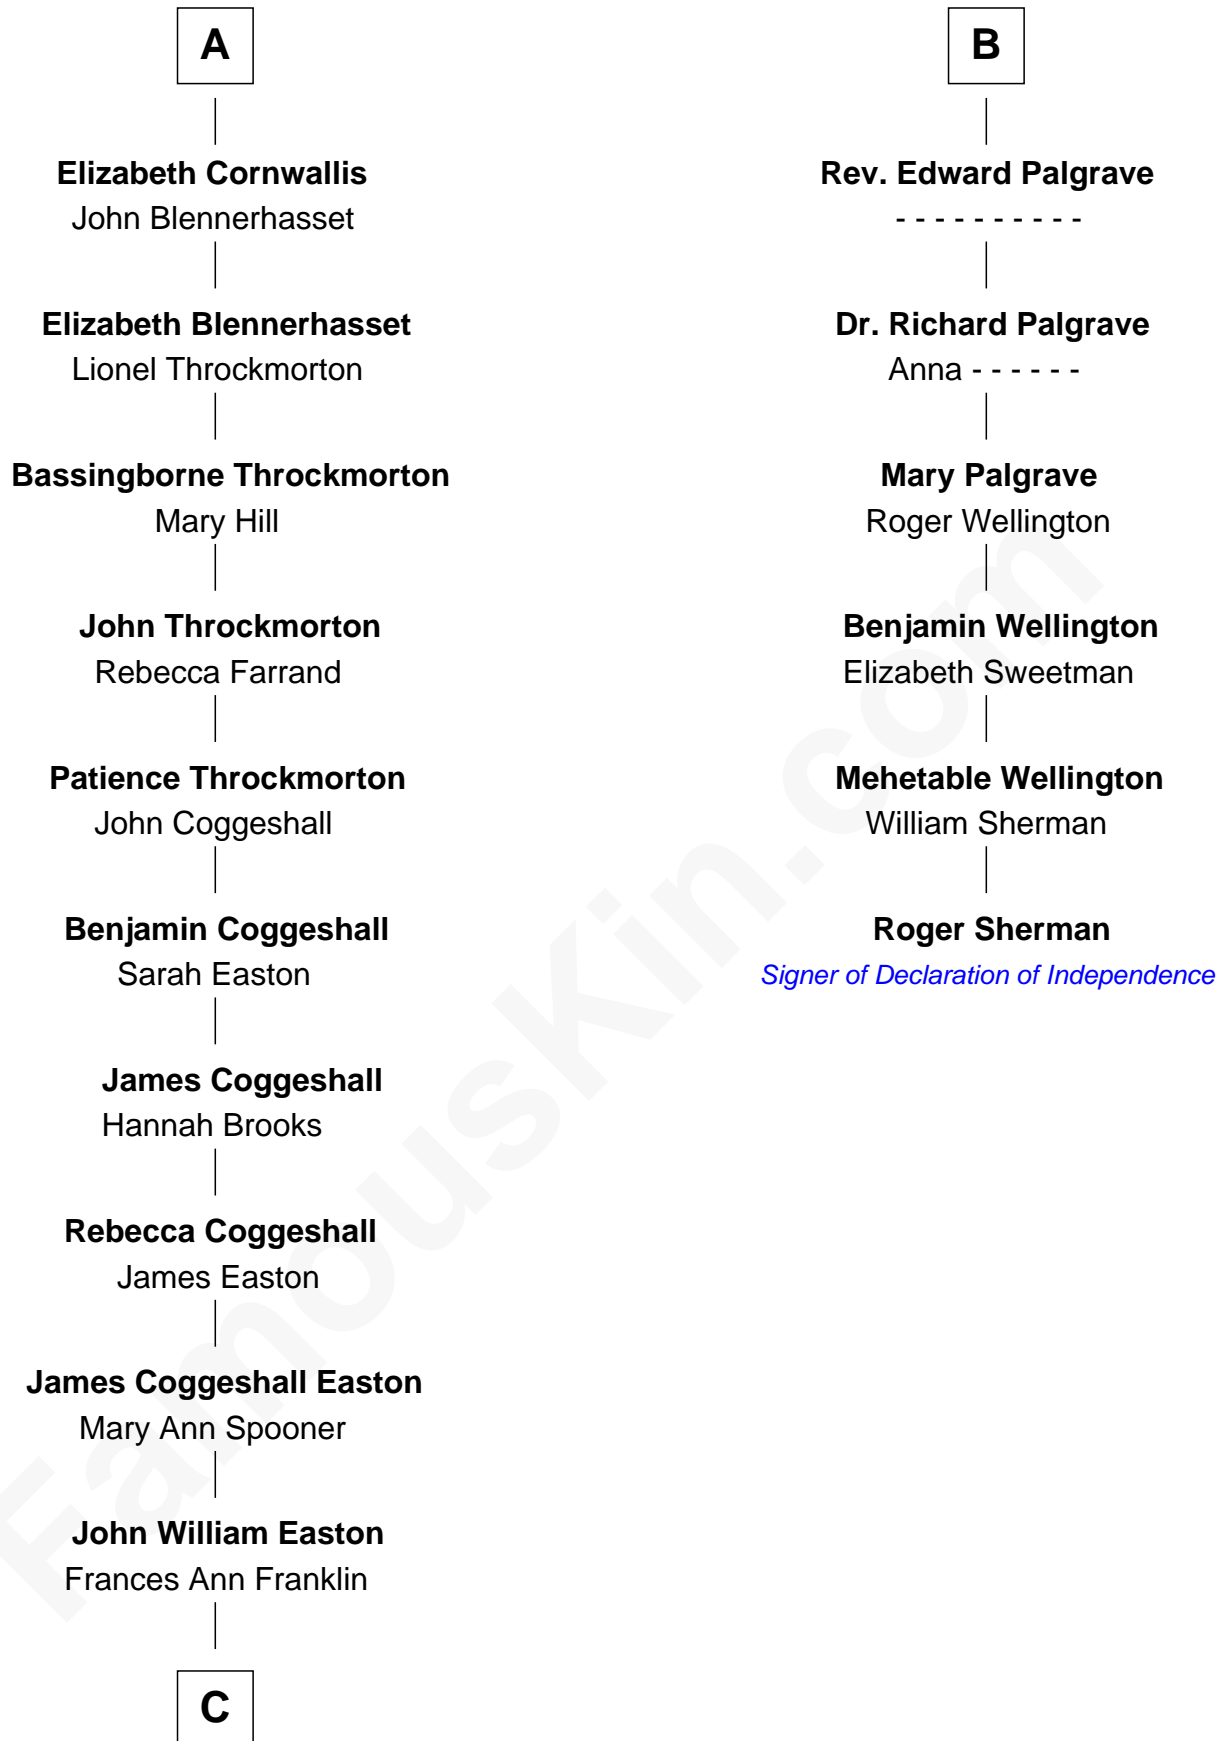 A
Elizabeth Cornwallis
John Blennerhasset
Elizabeth Blennerhasset
Lionel Throckmorton
Bassingborne Throckmorton
Mary Hill
John Throckmorton
Rebecca Farrand
Patience Throckmorton
John Coggeshall
Benjamin Coggeshall
Sarah Easton
James Coggeshall
Hannah Brooks
Rebecca Coggeshall
James Easton
James Coggeshall Easton
Mary Ann Spooner
John William Easton
Frances Ann Franklin
C
B
Rev. Edward Palgrave
- - - - - - - - - -
Dr. Richard Palgrave
Anna - - - - - -
Mary Palgrave
Roger Wellington
Benjamin Wellington
Elizabeth Sweetman
Mehetable Wellington
William Sherman
Roger Sherman
Signer of Declaration of Independence
FamousKin.com